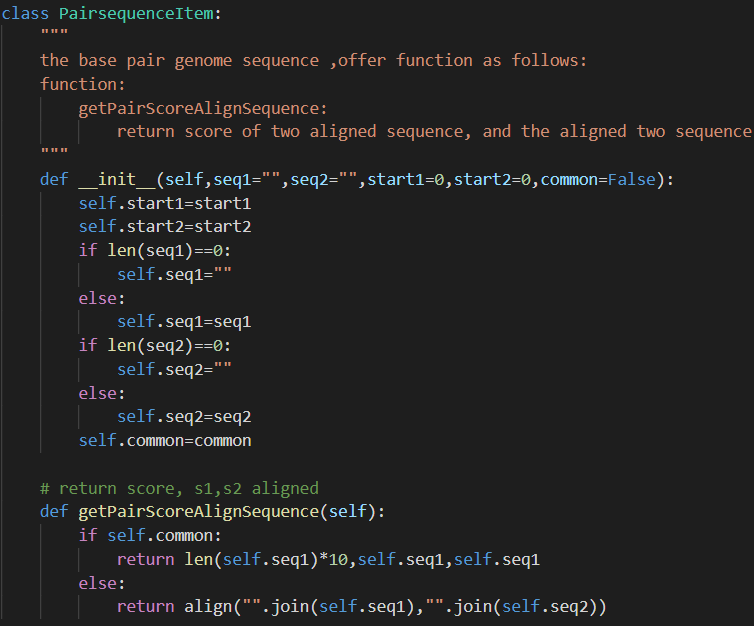 class PairsequenceItem:
    """
    the base pair genome sequence ,offer function as follows:
    function:
        getPairScoreAlignSequence:
            return score of two aligned sequence, and the aligned two sequence
    """
    def __init__(self,seq1="",seq2="",start1=0,start2=0,common=False):
        self.start1=start1
        self.start2=start2
        if len(seq1)==0:
            self.seq1=""
        else:
            self.seq1=seq1
        if len(seq2)==0:
            self.seq2=""
        else:
            self.seq2=seq2
        self.common=common

    # return score, s1,s2 aligned
    def getPairScoreAlignSequence(self):
        if self.common:
            return len(self.seq1)*10,self.seq1,self.seq1
        else:
            return align("".join(self.seq1),"".join(self.seq2))